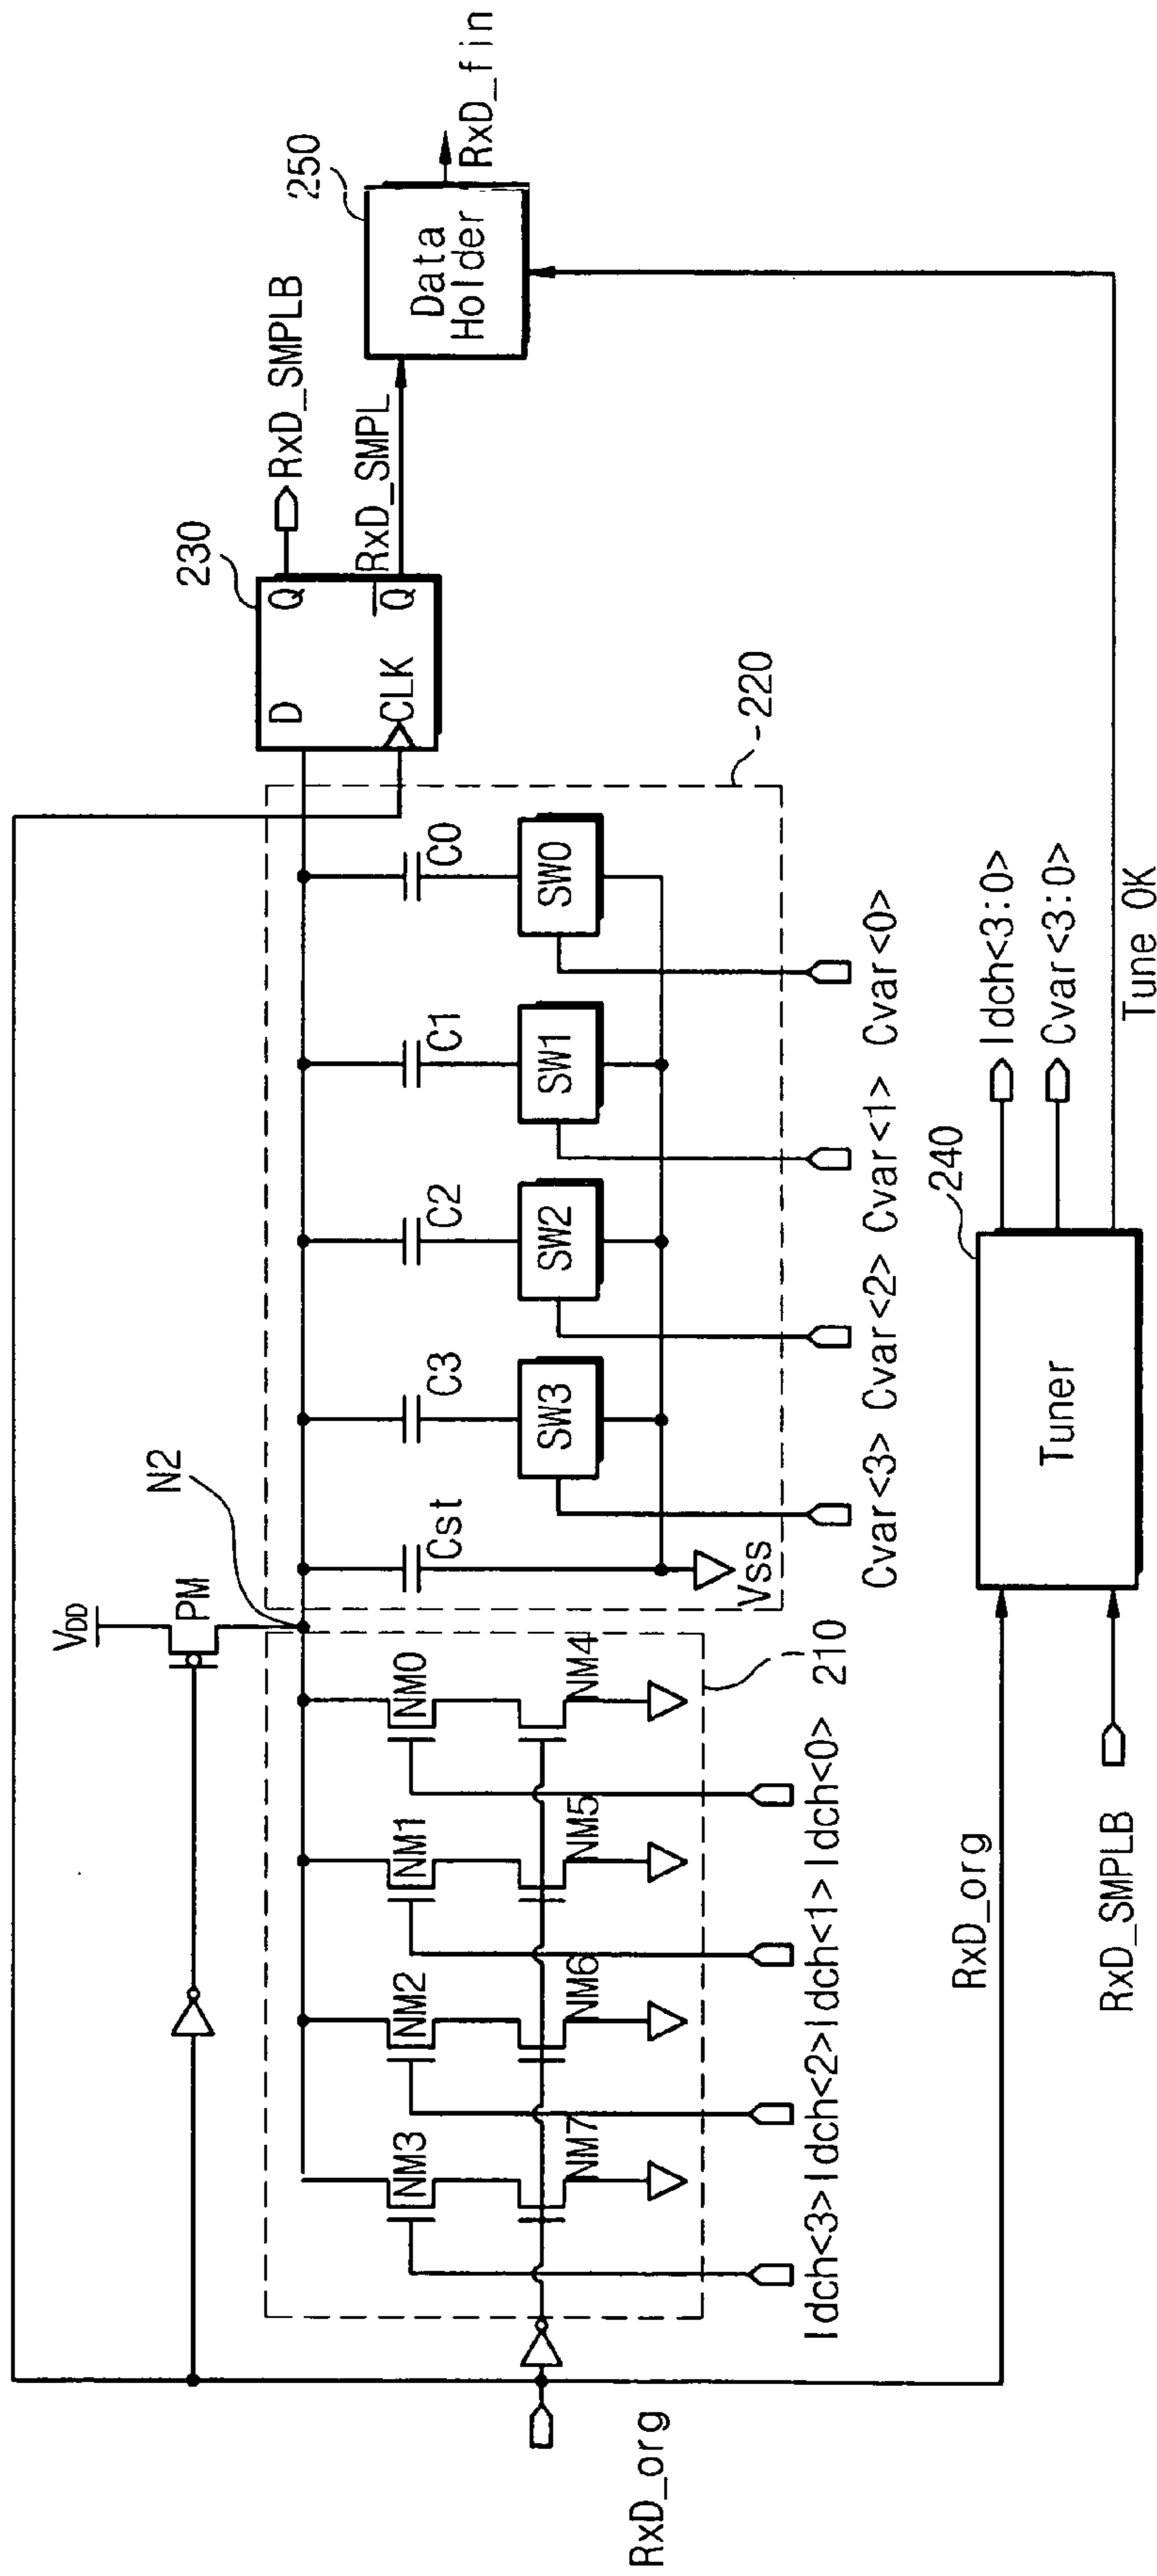 VDD
PM
N2
NM3
NM2
NM1
NM0
NM7
NM6
NM5
NM4
Idch<3>
Idch<2>
Idch<1>
Idch<0>
210
Cst
C3
C2
C1
C0
SW3
SW2
SW1
SW0
Vss
Cvar<3>
Cvar<2>
Cvar<1>
Cvar<0>
220
230
D
Q
CLK
Q
RxD_SMPLB
RxD_SMPL
250
Data
Holder
RxD_fin
RxD_org
RxD_org
RxD_SMPLB
240
Tuner
Idch<3:0>
Cvar<3:0>
Tune OK